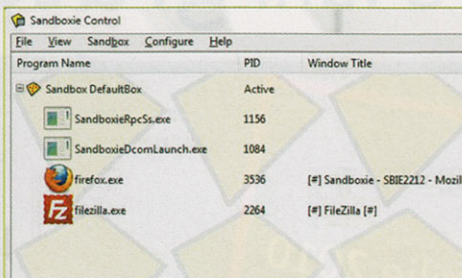 Sandboxie Control
File View Sandbox Configure Help
Program Name PID Window Title
Sandbox DefaultBox Active
SandboxieRpcSs.exe 1156
SandboxieDcomLaunch.exe 1084
firefox.exe 3536 [#] Sandboxie - SBIE2212 - Mozil
filezilla.exe 2264 [#] FileZilla [#]